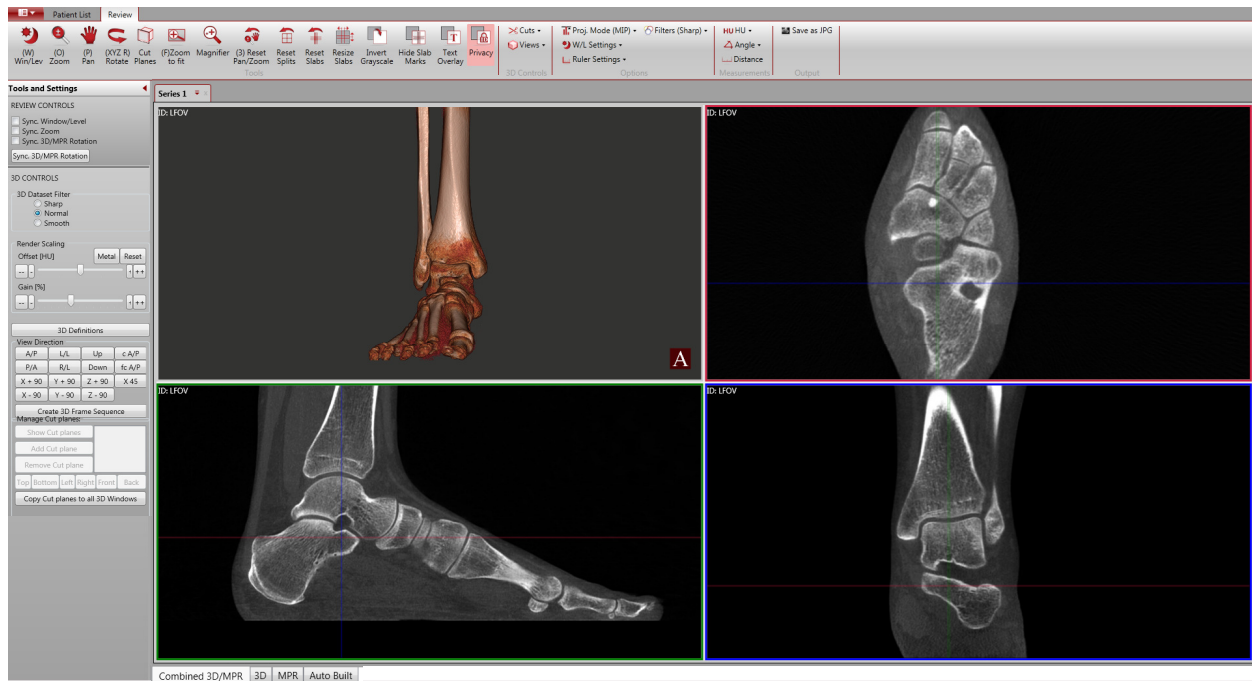 Patient List Review
(W) Win/Lev
(O) Zoom
(P) Pan
(XYZ R) Rotate
Cut Planes
(F)Zoom to fit
Magnifier
(3) Reset Pan/Zoom
Reset Splits
Reset Slabs
Resize Slabs
Invert Grayscale
Hide Slab Marks
Text Overlay
Privacy
Tools
Cuts
Views
3D Controls
Proj. Mode (MIP)
Filters (Sharp)
W/L Settings
Ruler Settings
Options
HU HU
Angle
Distance
Measurements
Save as JPG
Output
Tools and Settings
Series 1
REVIEW CONTROLS
Sync. Window/Level
Sync. Zoom
Sync. 3D/MPR Rotation
Sync. 3D/MPR Rotation
3D CONTROLS
3D Dataset Filter
Sharp
Normal
Smooth
Render Scaling
Offset [HU] Metal Reset
-- - + ++
Gain [%]
-- - + ++
3D Definitions
View Direction
A/P L/L Up c A/P
P/A R/L Down fc A/P
X + 90 Y + 90 Z + 90 X 45
X - 90 Y - 90 Z - 90
Create 3D Frame Sequence
Manage Cut planes:
Show Cut planes
Add Cut plane
Remove Cut plane
Top Bottom Left Right Front Back
Copy Cut planes to all 3D Windows
ID: LFOV
A
ID: LFOV
ID: LFOV
ID: LFOV
Combined 3D/MPR 3D MPR Auto Built